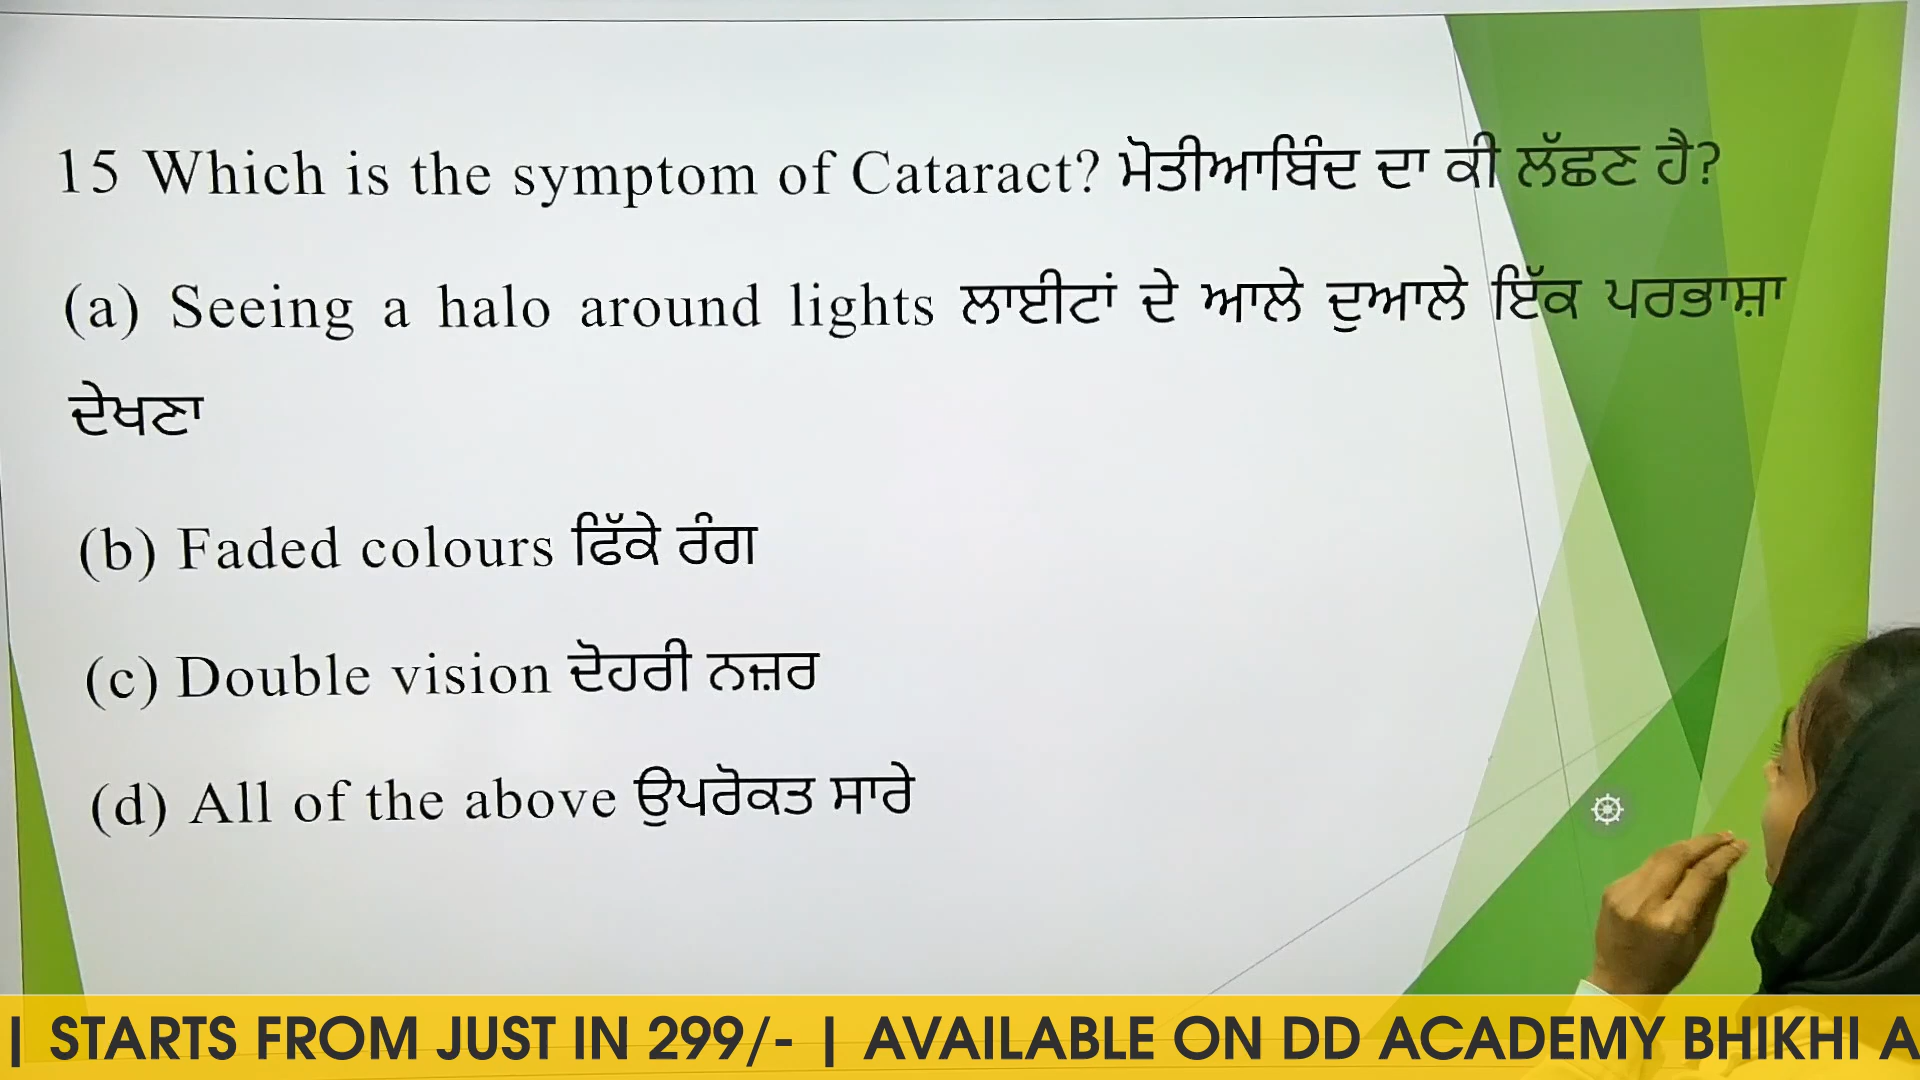 15 Which is the symptom of Cataract? ਮੋਤੀਆਬਿੰਦ ਦਾ ਕੀ ਲੱਛਣ ਹੈ?
(a) Seeing a halo around lights ਲਾਈਟਾਂ ਦੇ ਆਲੇ ਦੁਆਲੇ ਇੱਕ ਪਰਭਾਸ਼ਾ
ਦੇਖਣਾ
(b) Faded colours ਫਿੱਕੇ ਰੰਗ
(c) Double vision ਦੋਹਰੀ ਨਜ਼ਰ
(d) All of the above ਉਪਰੋਕਤ ਸਾਰੇ
| STARTS FROM JUST IN 299/- | AVAILABLE ON DD ACADEMY BHIKHI A